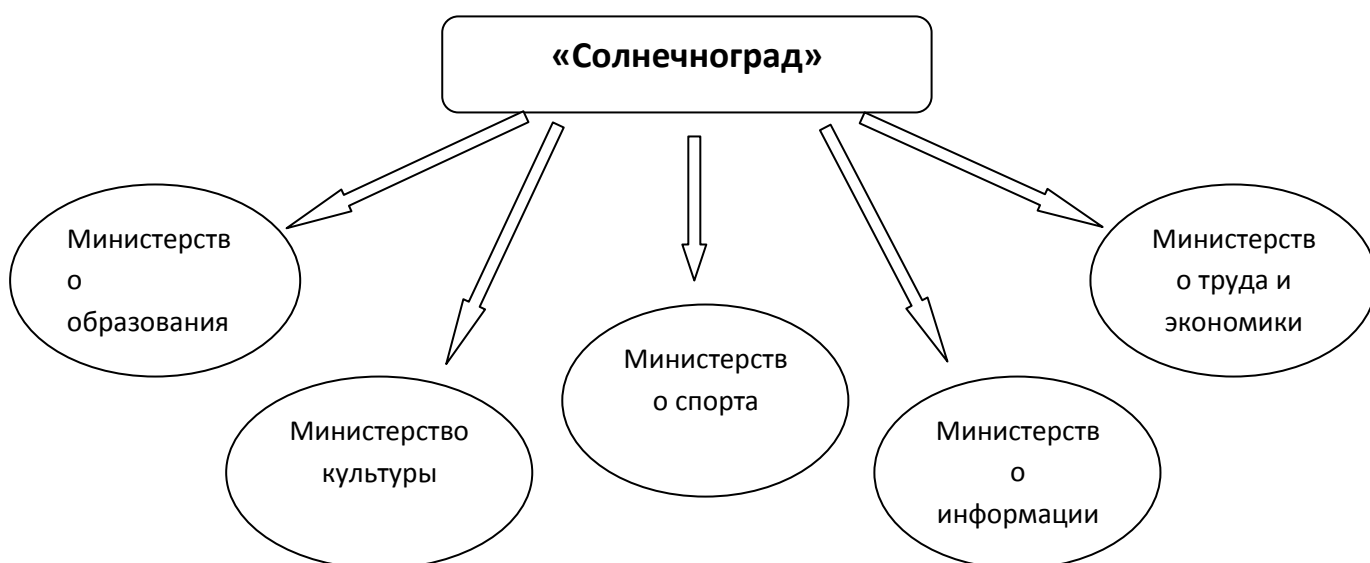 «Солнечноград»
Министерств
о
образования
Министерство
культуры
Министерств
о спорта
Министерств
о
информации
Министерств
о труда и
экономики